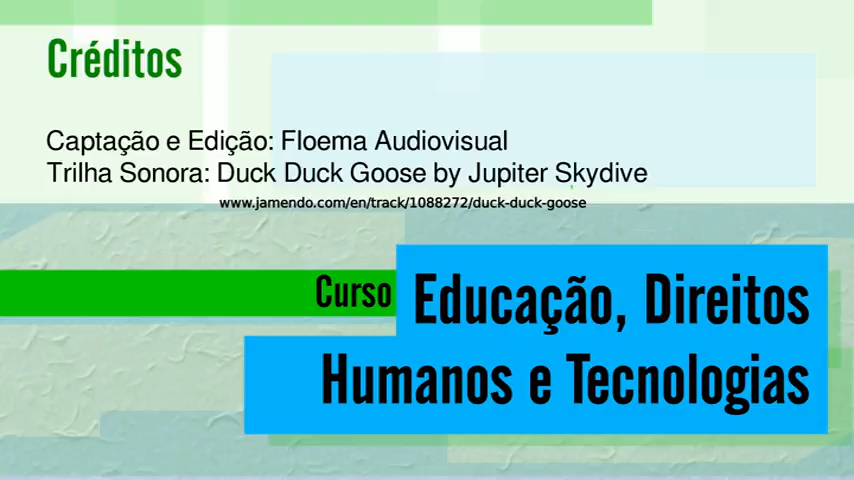 Créditos
Captação e Edição: Floema Audiovisual
Trilha Sonora: Duck Duck Goose by Jupiter Skydive
www.jamendo.com/en/track/1088272/duck-duck-goose
Curso Educação, Direitos
Humanos e Tecnologias